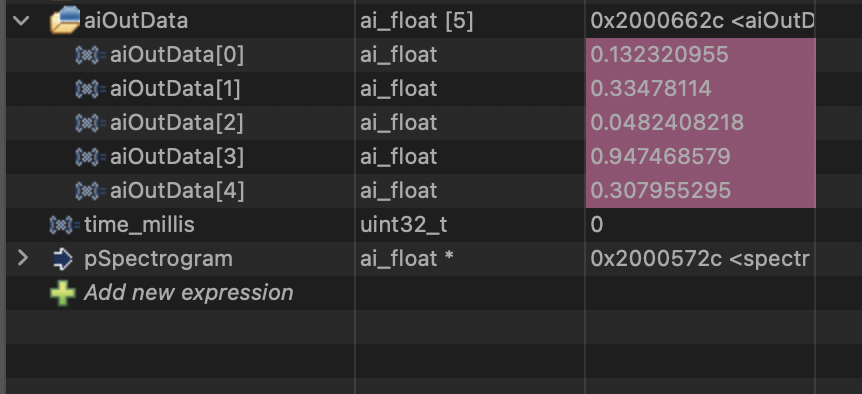 aiOutData ai_float [5] 0x2000662c <aiOutD
aiOutData[0] ai_float 0.132320955
aiOutData[1] ai_float 0.33478114
aiOutData[2] ai_float 0.0482408218
aiOutData[3] ai_float 0.947468579
aiOutData[4] ai_float 0.307955295
time_millis uint32_t 0
pSpectrogram ai_float * 0x2000572c <spectr
Add new expression